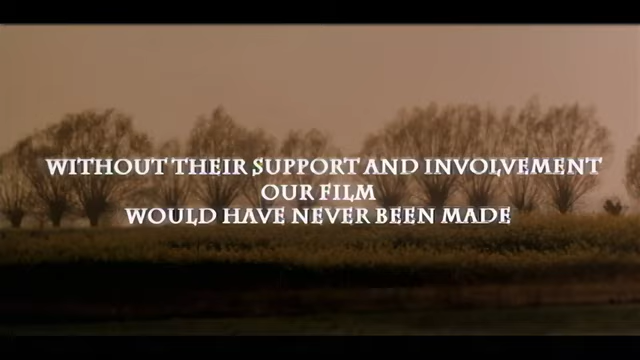 WITHOUT THEIR SUPPORT AND INVOLVEMENT
OUR FILM
WOULD HAVE NEVER BEEN MADE